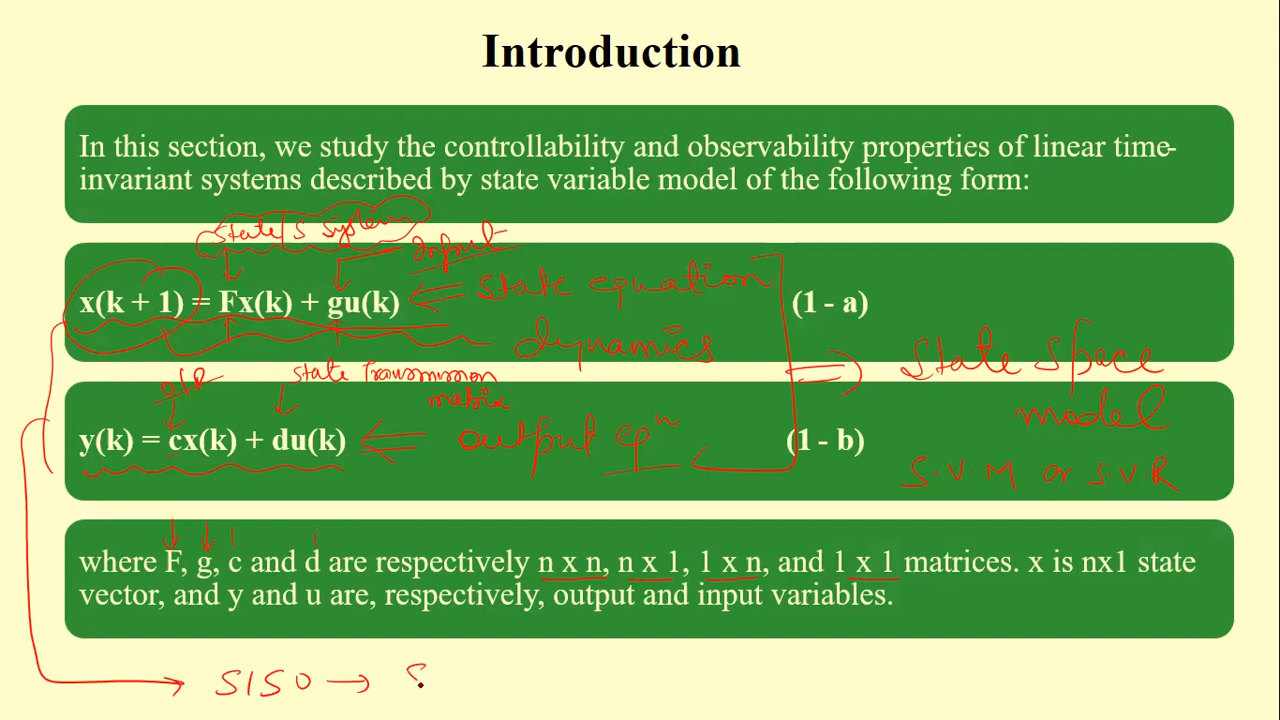 Introduction
In this section, we study the controllability and observability properties of linear time-
invariant systems described by state variable model of the following form:
State/S system
Input
x(k + 1) = Fx(k) + gu(k)
State equation
(1 - a)
dynamics
State Space
model
S.V.M or S.V.R
O/P
State Transmission
matrix
y(k) = cx(k) + du(k)
output eqⁿ
(1 - b)
where F, g, c and d are respectively n x n, n x 1, 1 x n, and 1 x 1 matrices. x is nx1 state
vector, and y and u are, respectively, output and input variables.
SISO → S